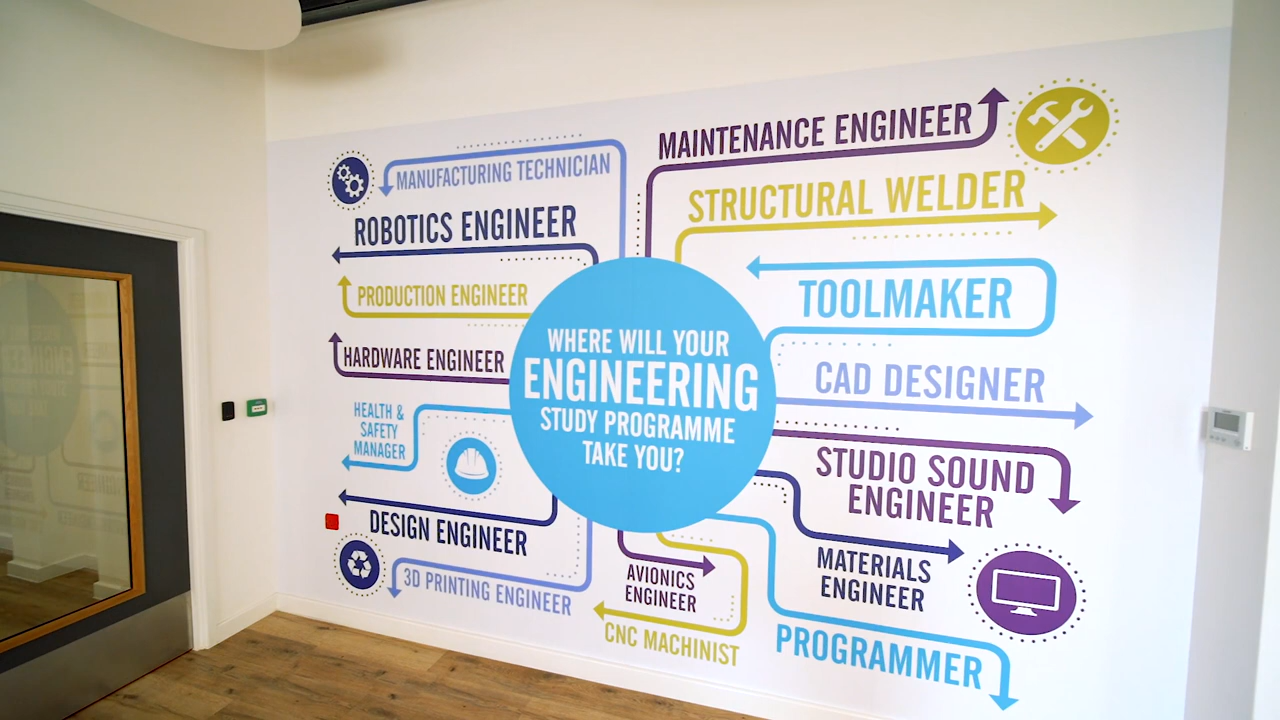 WHERE WILL YOUR
ENGINEERING
STUDY PROGRAMME
TAKE YOU?
MANUFACTURING TECHNICIAN
ROBOTICS ENGINEER
PRODUCTION ENGINEER
HARDWARE ENGINEER
HEALTH &
SAFETY
MANAGER
DESIGN ENGINEER
3D PRINTING ENGINEER
MAINTENANCE ENGINEER
STRUCTURAL WELDER
TOOLMAKER
CAD DESIGNER
STUDIO SOUND
ENGINEER
MATERIALS
ENGINEER
PROGRAMMER
AVIONICS
ENGINEER
CNC MACHINIST